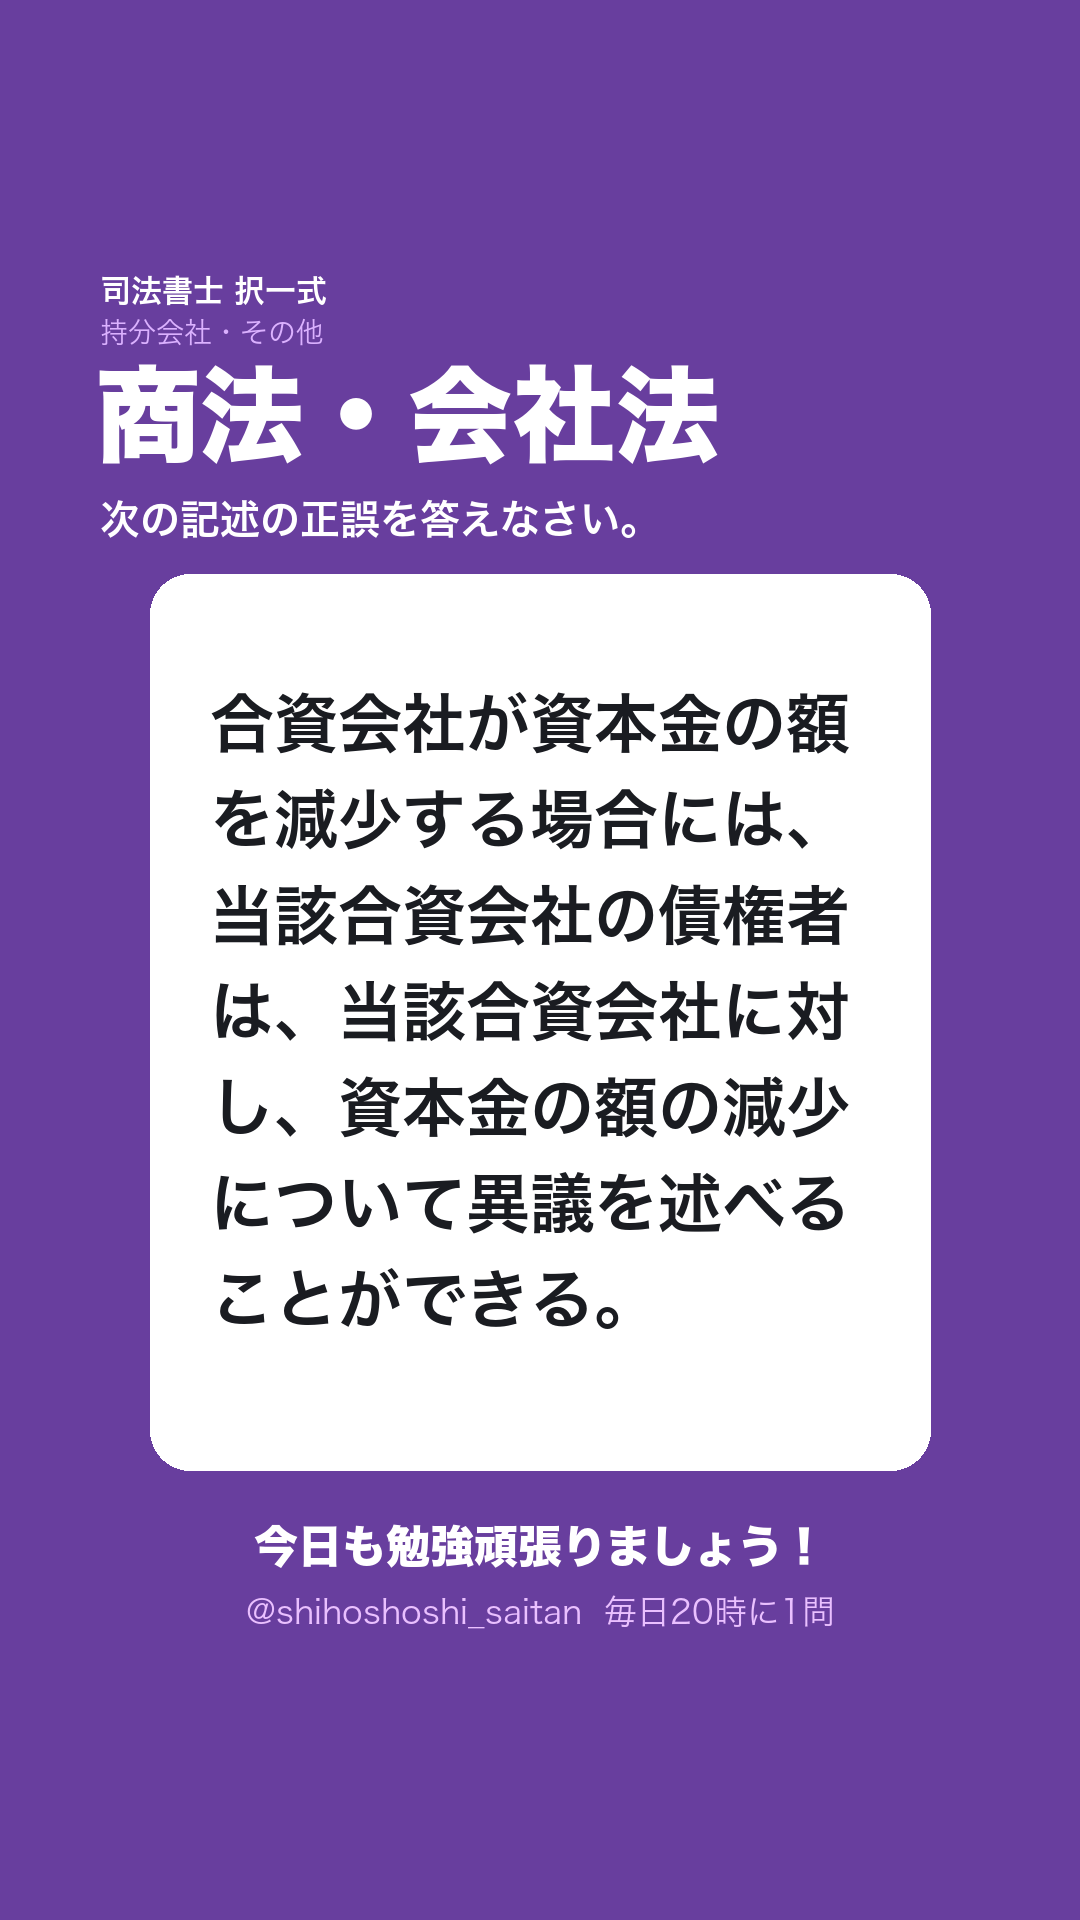 司法書士 択一式
持分会社・その他
商法・会社法
次の記述の正誤を答えなさい。
合資会社が資本金の額
を減少する場合には、
当該合資会社の債権者
は、当該合資会社に対
し、資本金の額の減少
について異議を述べる
ことができる。
今日も勉強頑張りましょう！
@shihoshoshi_saitan 毎日20時に1問